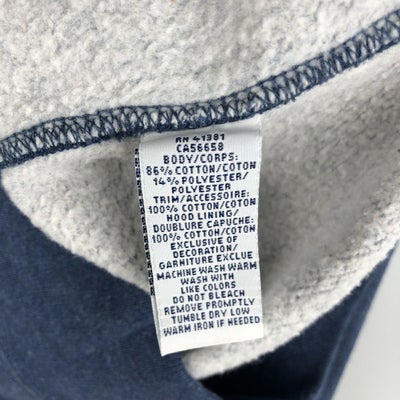 RN 41381
CA56658
BODY/CORPS:
86% COTTON/COTON
14% POLYESTER/
POLYESTER
TRIM/ACCESSOIRE:
100% COTTON/COTON
HOOD LINING/
DOUBLURE CAPUCHE:
100% COTTON/COTON
EXCLUSIVE OF
DECORATION/
GARNITURE EXCLUE
MACHINE WASH WARM
WASH WITH
LIKE COLORS
DO NOT BLEACH
REMOVE PROMPTLY
TUMBLE DRY LOW
WARM IRON IF NEEDED